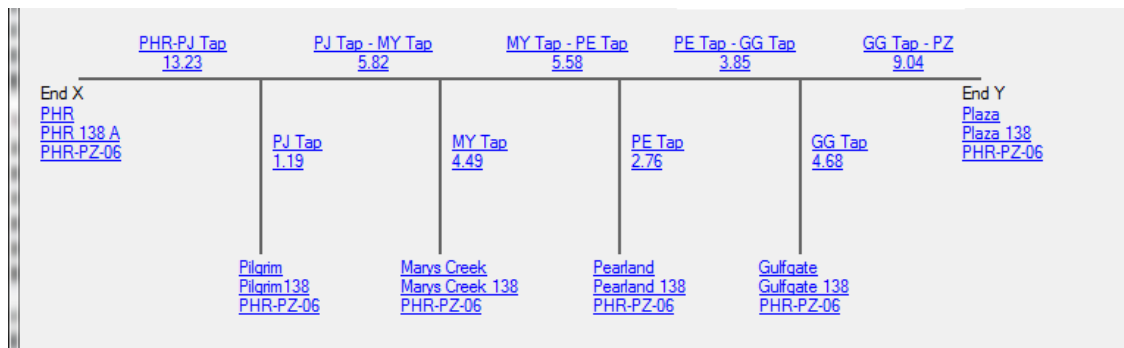 PHR-PJ Tap
13.23
PJ Tap - MY Tap
5.82
MY Tap - PE Tap
5.58
PE Tap - GG Tap
3.85
GG Tap - PZ
9.04
End X
PHR
PHR 138 A
PHR-PZ-06
PJ Tap
1.19
MY Tap
4.49
PE Tap
2.76
GG Tap
4.68
End Y
Plaza
Plaza 138
PHR-PZ-06
Pilgrim
Pilgrim138
PHR-PZ-06
Marys Creek
Marys Creek 138
PHR-PZ-06
Pearland
Pearland 138
PHR-PZ-06
Gulfgate
Gulfgate 138
PHR-PZ-06